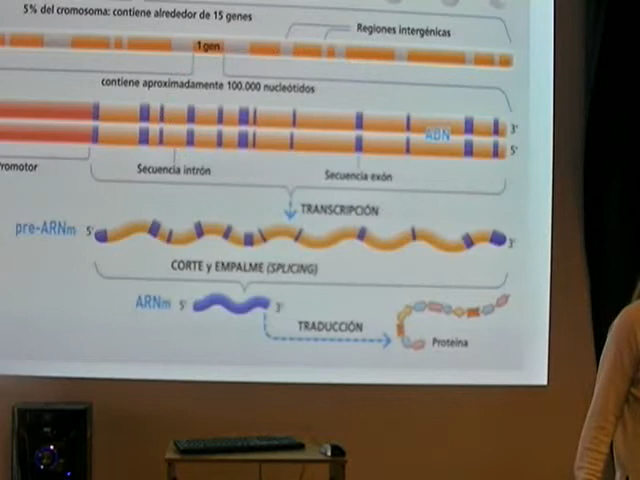 5% del cromosoma: contiene alrededor de 15 genes
Regiones intergénicas
1 gen
contiene aproximadamente 100.000 nucleótidos
ABN
3'
5'
Promotor
Secuencia intrón
Secuencia exón
TRANSCRIPCIÓN
pre-ARNm 5'
3'
CORTE y EMPALME (SPLICING)
ARNm 5' 3'
TRADUCCIÓN
Proteína